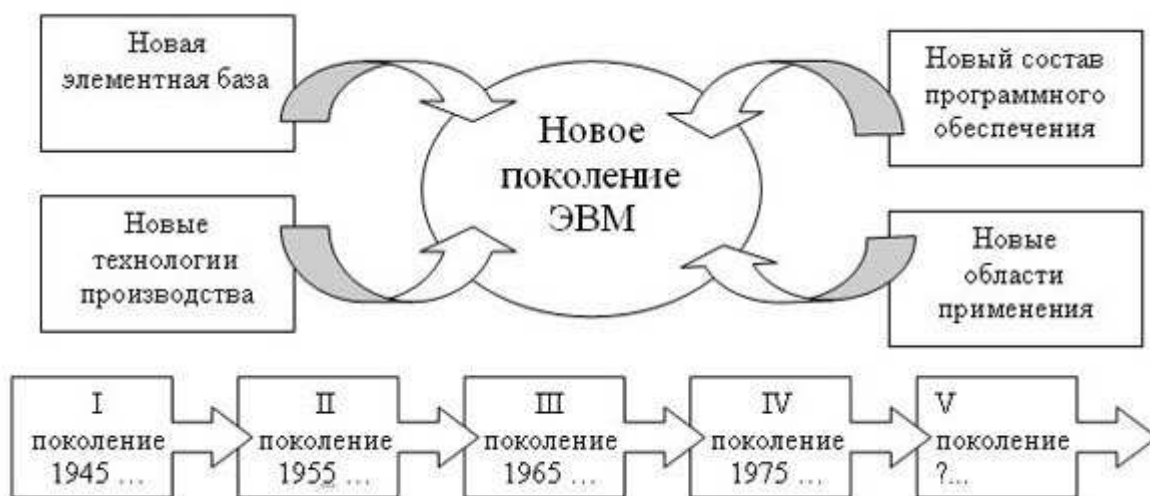 Новая
элементная база
Новый состав
программного
обеспечения
Новое
поколение
ЭВМ
Новые
технологии
производства
Новые
области
применения
I
поколение
1945 ...
II
поколение
1955 ...
III
поколение
1965 ...
IV
поколение
1975 ...
V
поколение
?...